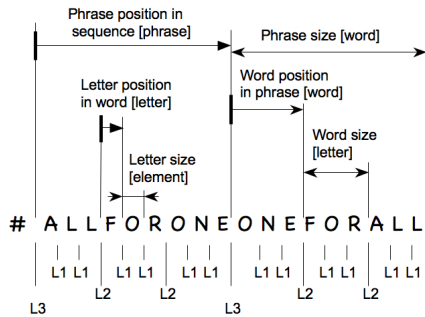 Phrase position in
sequence [phrase]
Phrase size [word]
Letter position
in word [letter]
Word position
in phrase [word]
Letter size
[element]
Word size
[letter]
# A L L F O R O N E O N E F O R A L L
L1 L1 L1 L1 L1 L1 L1 L1 L1 L1 L1 L1
L2 L2 L2 L2
L3 L3